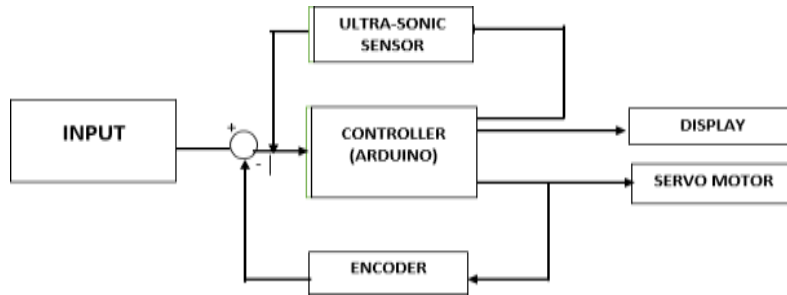 ULTRA-SONIC
SENSOR
INPUT
+
-
CONTROLLER
(ARDUINO)
DISPLAY
SERVO MOTOR
ENCODER